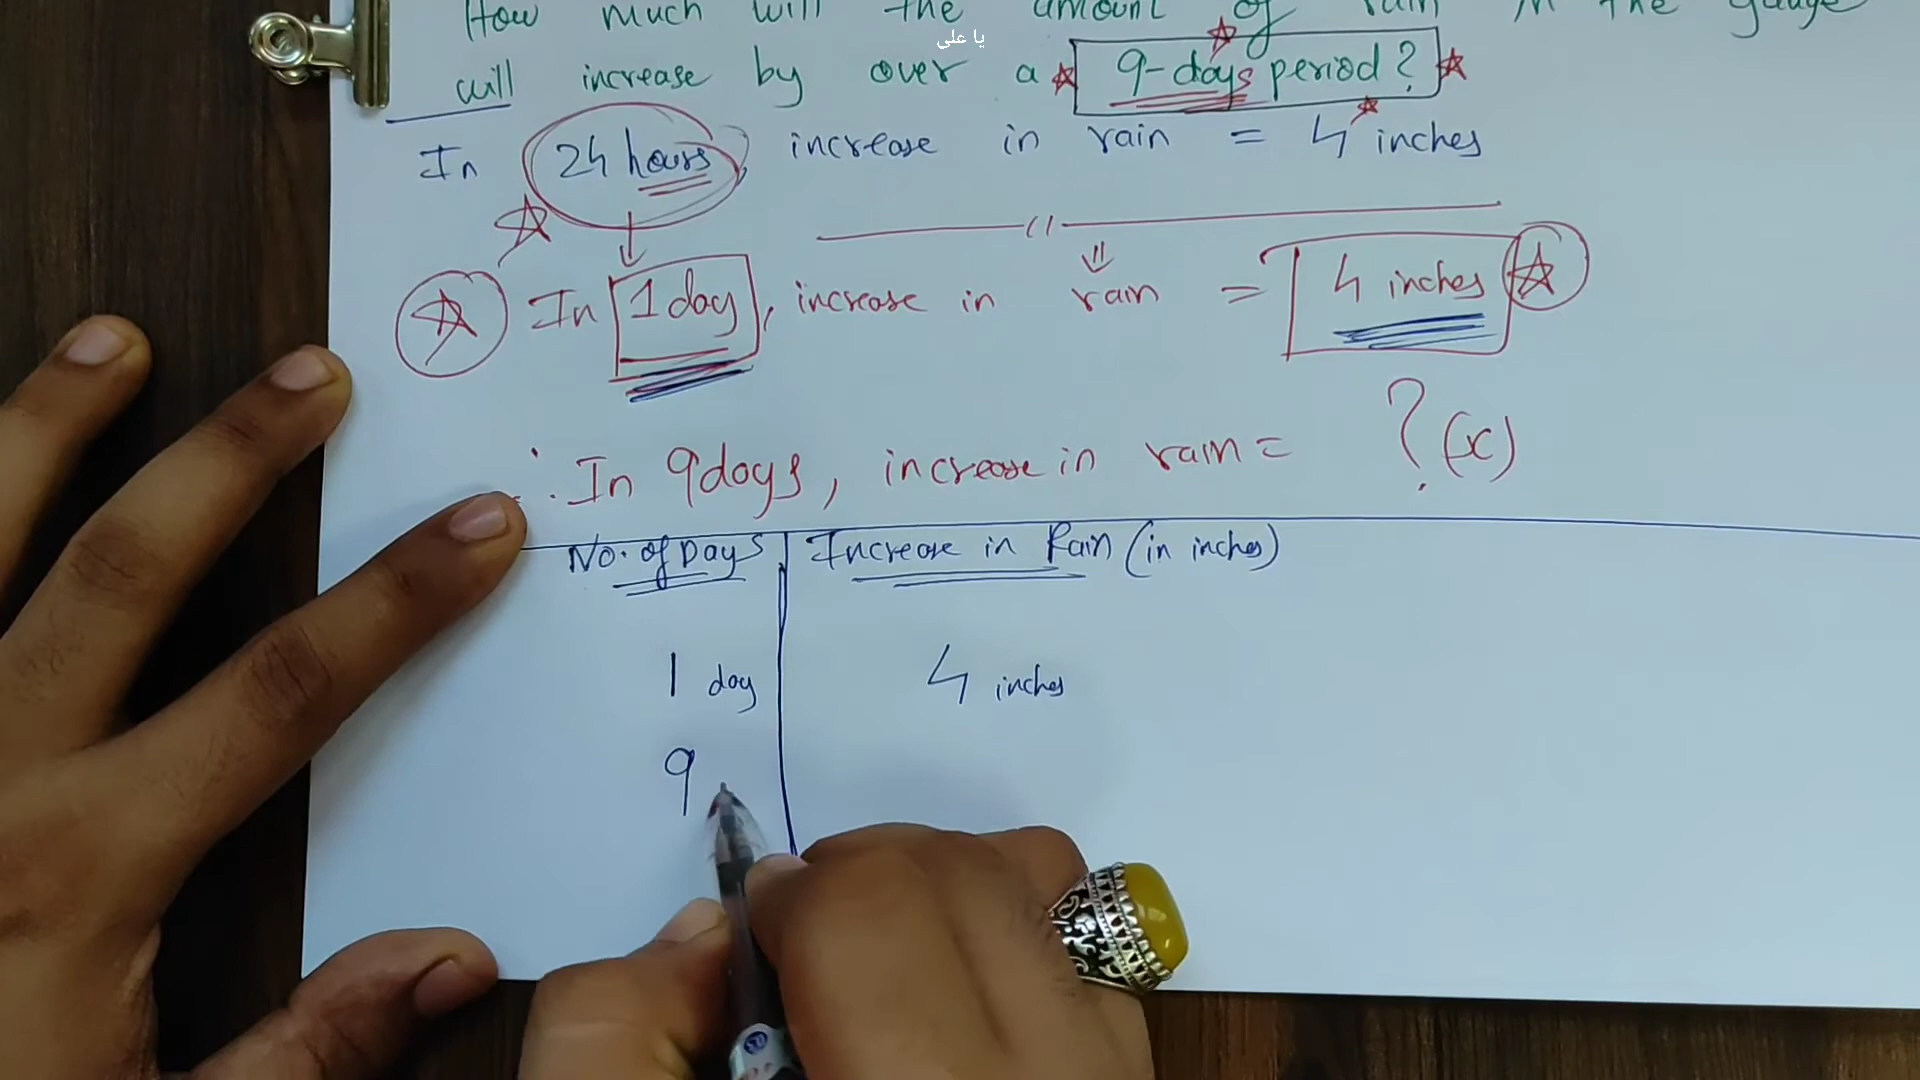 How much will the amount of rain in the gauge
will increase by over a 9-days period?
يا على
In 24 hours, increase in rain = 4 inches
In 1 day, increase in rain = 4 inches
∴ In 9 days, increase in rain = ? (x)
No. of Days Increase in Rain (in inches)
1 day 4 inches
9